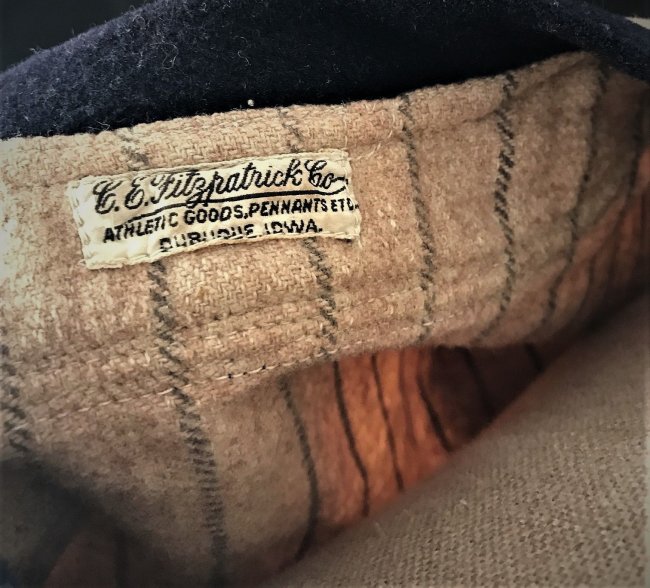 C. E. Fitzpatrick Co
ATHLETIC GOODS, PENNANTS ETC.
DUBUQUE, IOWA.